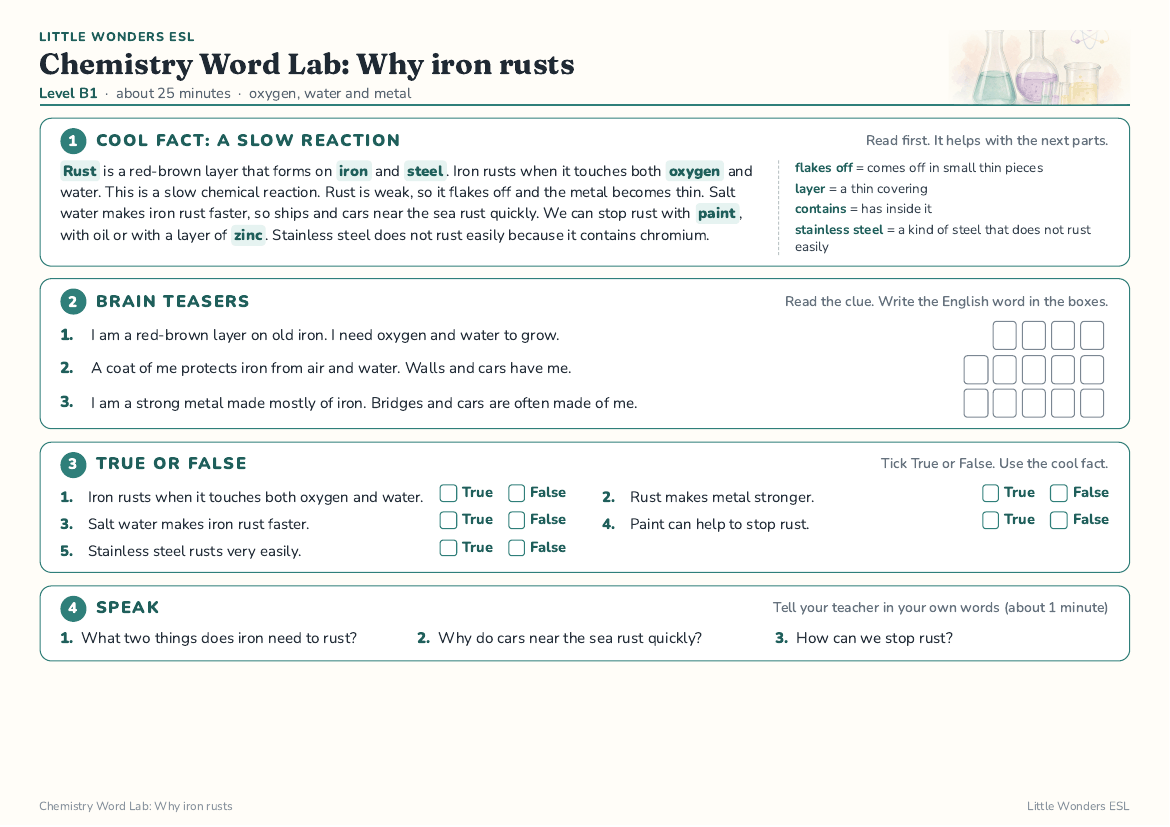 LITTLE WONDERS ESL
Chemistry Word Lab: Why iron rusts
Level B1 · about 25 minutes · oxygen, water and metal
1 COOL FACT: A SLOW REACTION
Read first. It helps with the next parts.
Rust is a red-brown layer that forms on iron and steel. Iron rusts when it touches both oxygen and
water. This is a slow chemical reaction. Rust is weak, so it flakes off and the metal becomes thin. Salt
water makes iron rust faster, so ships and cars near the sea rust quickly. We can stop rust with paint,
with oil or with a layer of zinc. Stainless steel does not rust easily because it contains chromium.
flakes off = comes off in small thin pieces
layer = a thin covering
contains = has inside it
stainless steel = a kind of steel that does not rust
easily
2 BRAIN TEASERS
Read the clue. Write the English word in the boxes.
1. I am a red-brown layer on old iron. I need oxygen and water to grow.
2. A coat of me protects iron from air and water. Walls and cars have me.
3. I am a strong metal made mostly of iron. Bridges and cars are often made of me.
3 TRUE OR FALSE
Tick True or False. Use the cool fact.
1. Iron rusts when it touches both oxygen and water. True False
2. Rust makes metal stronger. True False
3. Salt water makes iron rust faster. True False
4. Paint can help to stop rust. True False
5. Stainless steel rusts very easily. True False
4 SPEAK
Tell your teacher in your own words (about 1 minute)
1. What two things does iron need to rust?
2. Why do cars near the sea rust quickly?
3. How can we stop rust?
Chemistry Word Lab: Why iron rusts
Little Wonders ESL